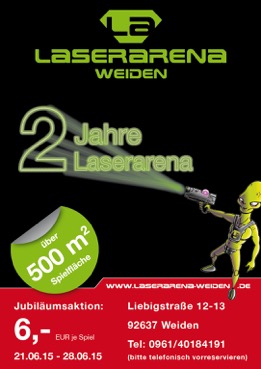 LA
LASERARENA
WEIDEN
2 Jahre
Laserarena
über
500 m²
Spielfläche
WWW.LASERARENA-WEIDEN.DE
Jubiläumsaktion:
6,- EUR je Spiel
21.06.15 - 28.06.15
Liebigstraße 12-13
92637 Weiden
Tel: 0961/40184191
(bitte telefonisch vorreservieren)